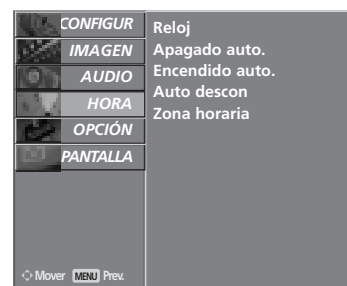 CONFIGUR
IMAGEN
AUDIO
HORA
OPCIÓN
PANTALLA
Reloj
Apagado auto.
Encendido auto.
Auto descon
Zona horaria
Mover MENU Prev.